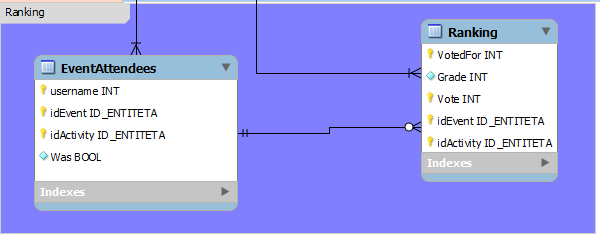 Ranking
EventAttendees
username INT
idEvent ID_ENTITETA
idActivity ID_ENTITETA
Was BOOL
Indexes
Ranking
VotedFor INT
Grade INT
Vote INT
idEvent ID_ENTITETA
idActivity ID_ENTITETA
Indexes